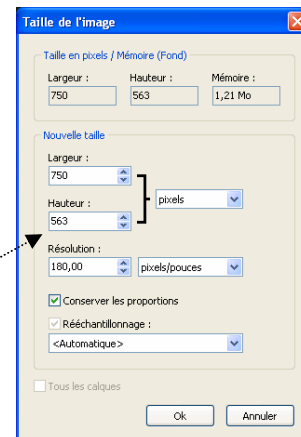 Taille de l'image
Taille en pixels / Mémoire (Fond)
Largeur : Hauteur : Mémoire :
750 563 1,21 Mo
Nouvelle taille
Largeur :
750
pixels
Hauteur :
563
Résolution :
180,00 pixels/pouces
Conserver les proportions
Rééchantillonnage :
<Automatique>
Tous les calques
Ok Annuler